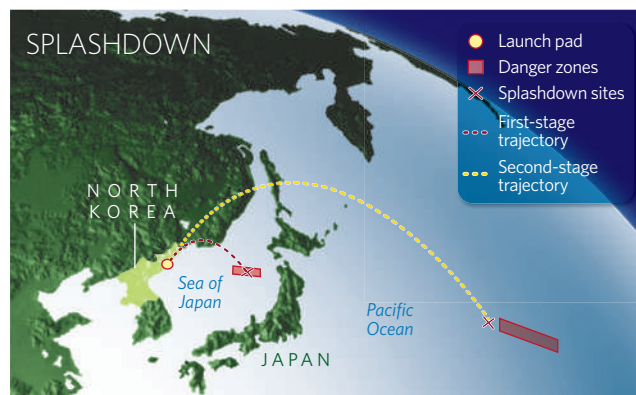 SPLASHDOWN
Launch pad
Danger zones
Splashdown sites
First-stage
trajectory
Second-stage
trajectory
NORTH
KOREA
Sea of
Japan
Pacific
Ocean
JAPAN